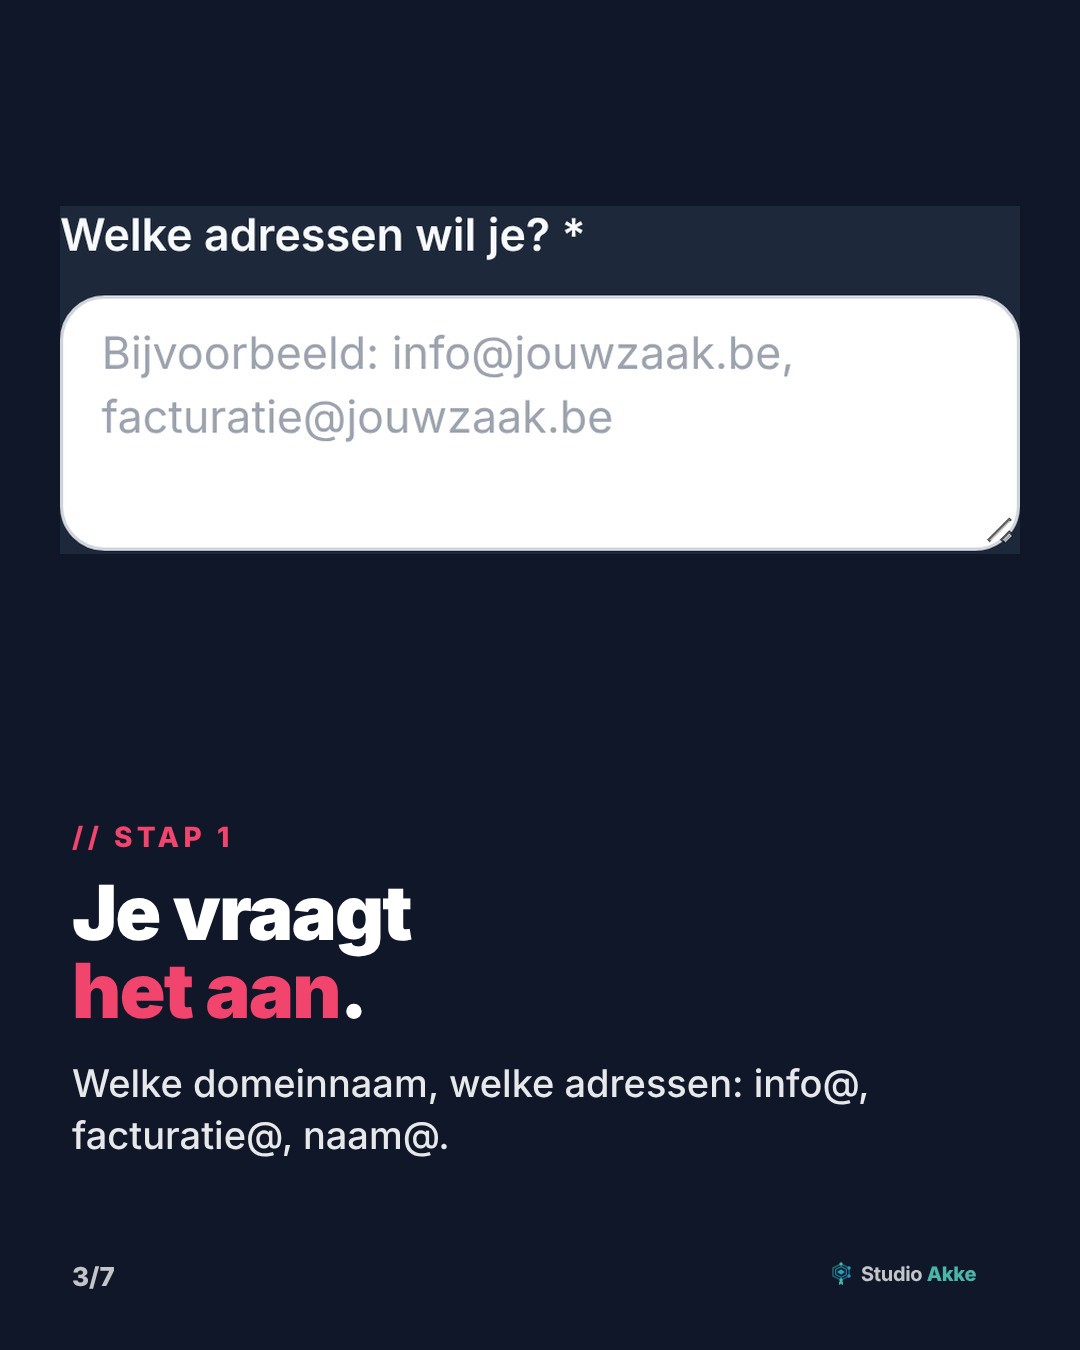 Welke adressen wil je? *
Bijvoorbeeld: info@jouwzaak.be,
facturatie@jouwzaak.be
// STAP 1
Je vraagt
het aan.
Welke domeinnaam, welke adressen: info@,
facturatie@, naam@.
3/7
Studio Akke